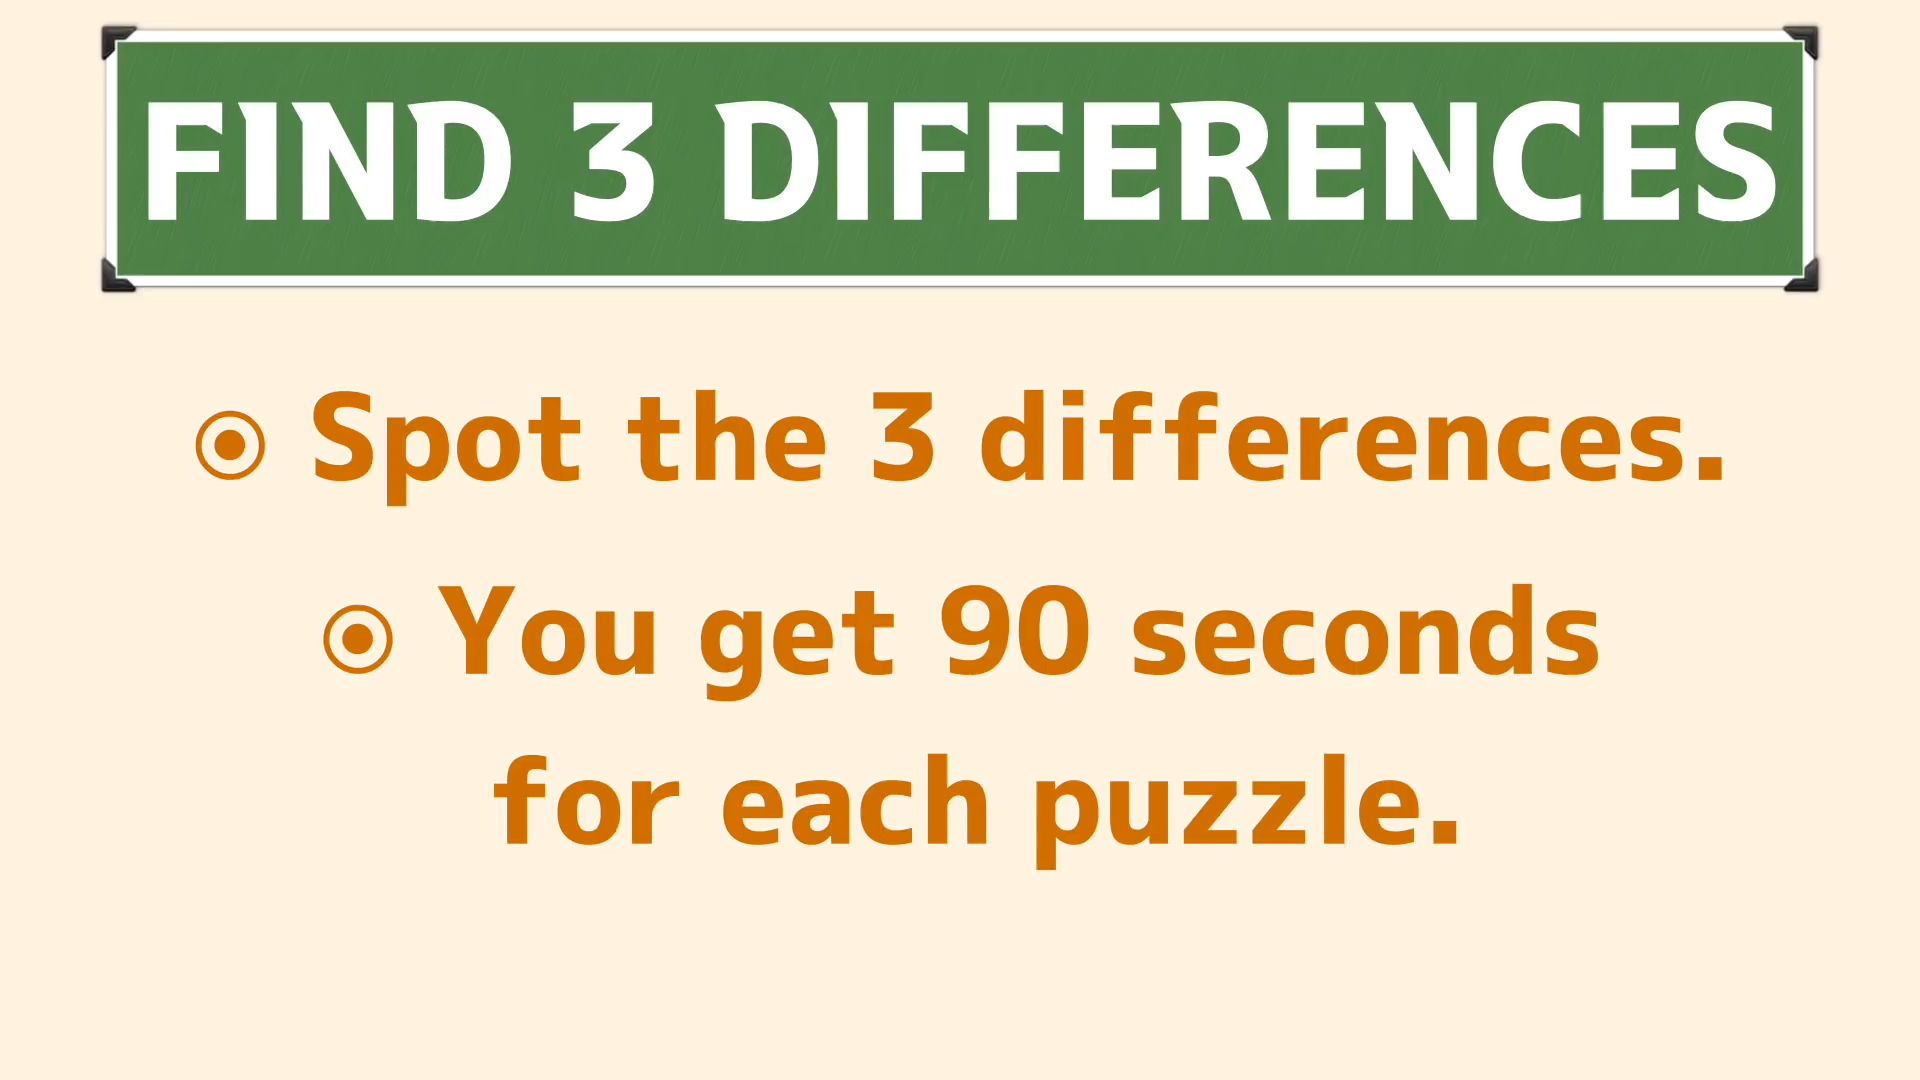 FIND 3 DIFFERENCES
⦿ Spot the 3 differences.
⦿ You get 90 seconds
for each puzzle.